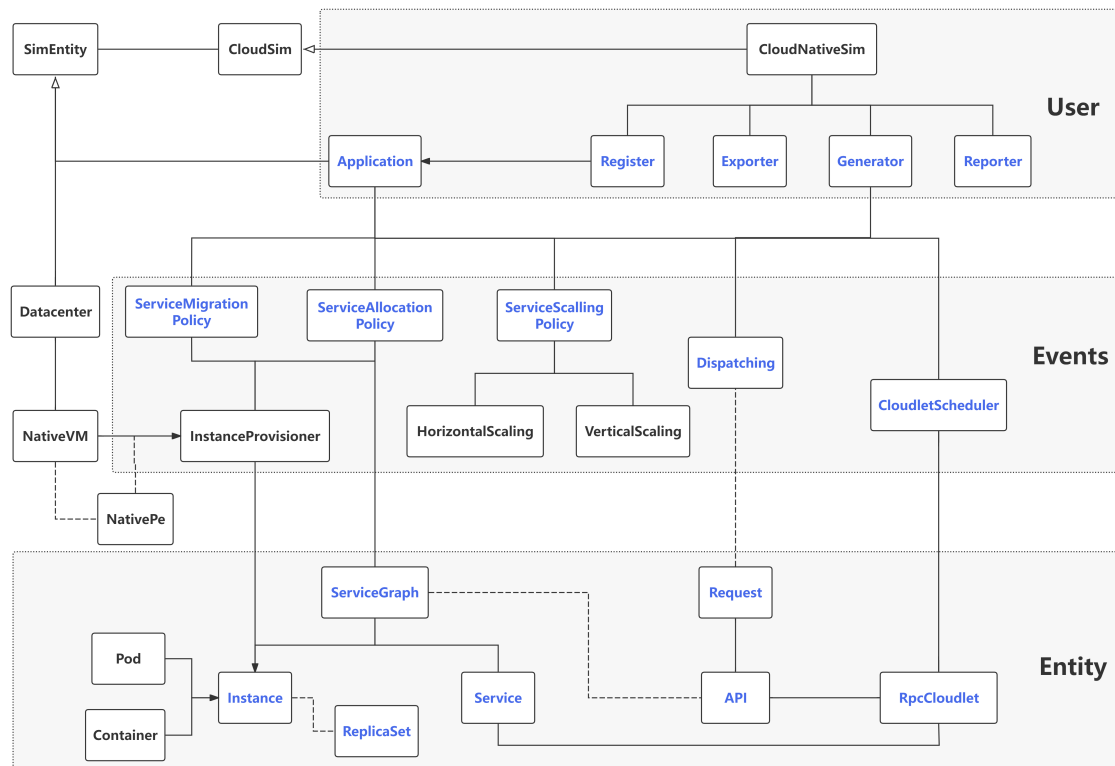 SimEntity
CloudSim
CloudNativeSim
User
Application
Register
Exporter
Generator
Reporter
Datacenter
ServiceMigration
Policy
ServiceAllocation
Policy
ServiceScalling
Policy
Dispatching
Events
CloudletScheduler
NativeVM
InstanceProvisioner
HorizontalScaling
VerticalScaling
NativePe
ServiceGraph
Request
Pod
Entity
Instance
Service
API
RpcCloudlet
Container
ReplicaSet